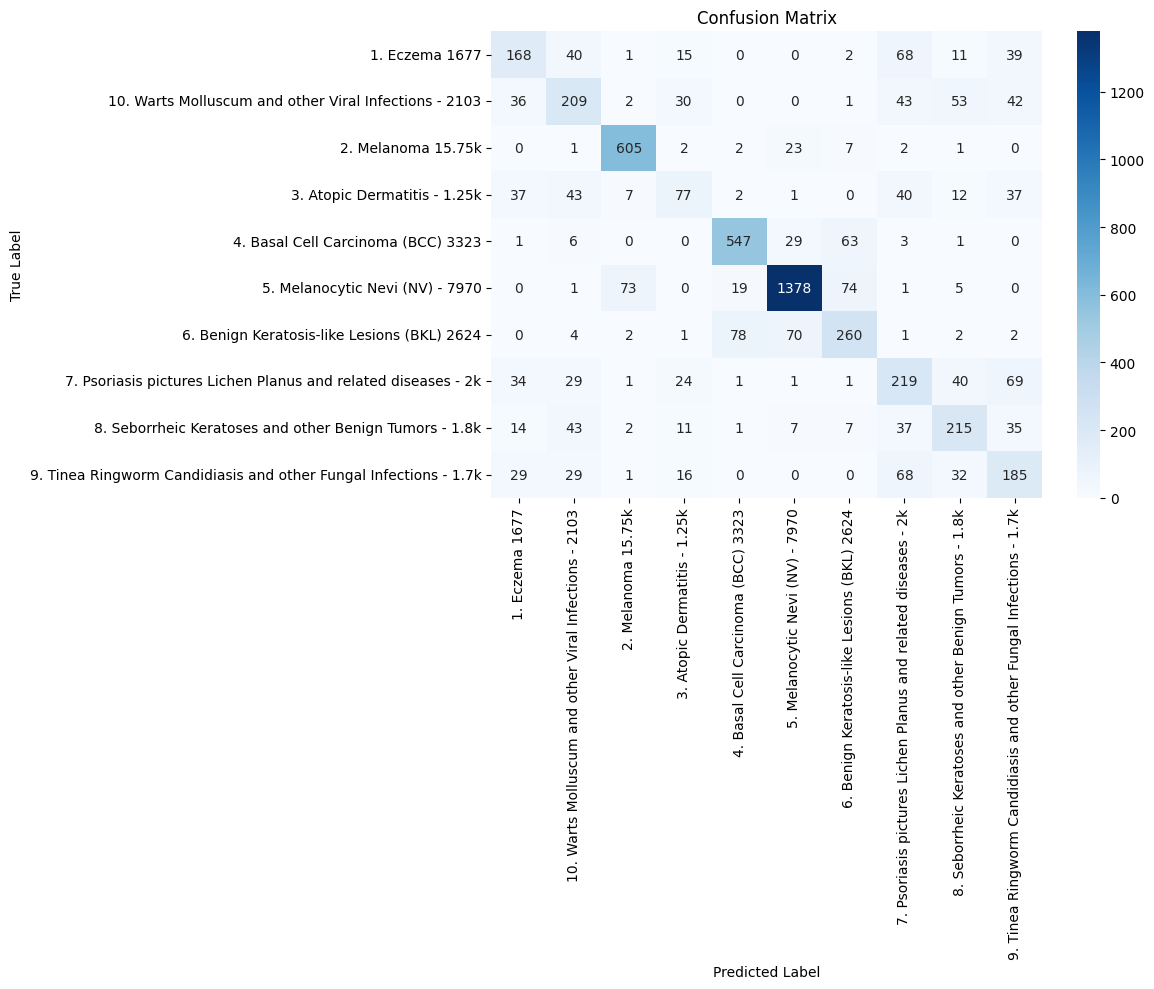 Confusion Matrix
True Label
1. Eczema 1677 168 40 1 15 0 0 2 68 11 39
10. Warts Molluscum and other Viral Infections - 2103 36 209 2 30 0 0 1 43 53 42
2. Melanoma 15.75k 0 1 605 2 2 23 7 2 1 0
3. Atopic Dermatitis - 1.25k 37 43 7 77 2 1 0 40 12 37
4. Basal Cell Carcinoma (BCC) 3323 1 6 0 0 547 29 63 3 1 0
5. Melanocytic Nevi (NV) - 7970 0 1 73 0 19 1378 74 1 5 0
6. Benign Keratosis-like Lesions (BKL) 2624 0 4 2 1 78 70 260 1 2 2
7. Psoriasis pictures Lichen Planus and related diseases - 2k 34 29 1 24 1 1 1 219 40 69
8. Seborrheic Keratoses and other Benign Tumors - 1.8k 14 43 2 11 1 7 7 37 215 35
9. Tinea Ringworm Candidiasis and other Fungal Infections - 1.7k 29 29 1 16 0 0 0 68 32 185
1. Eczema 1677
10. Warts Molluscum and other Viral Infections - 2103
2. Melanoma 15.75k
3. Atopic Dermatitis - 1.25k
4. Basal Cell Carcinoma (BCC) 3323
5. Melanocytic Nevi (NV) - 7970
6. Benign Keratosis-like Lesions (BKL) 2624
7. Psoriasis pictures Lichen Planus and related diseases - 2k
8. Seborrheic Keratoses and other Benign Tumors - 1.8k
9. Tinea Ringworm Candidiasis and other Fungal Infections - 1.7k
Predicted Label
1200
1000
800
600
400
200
0